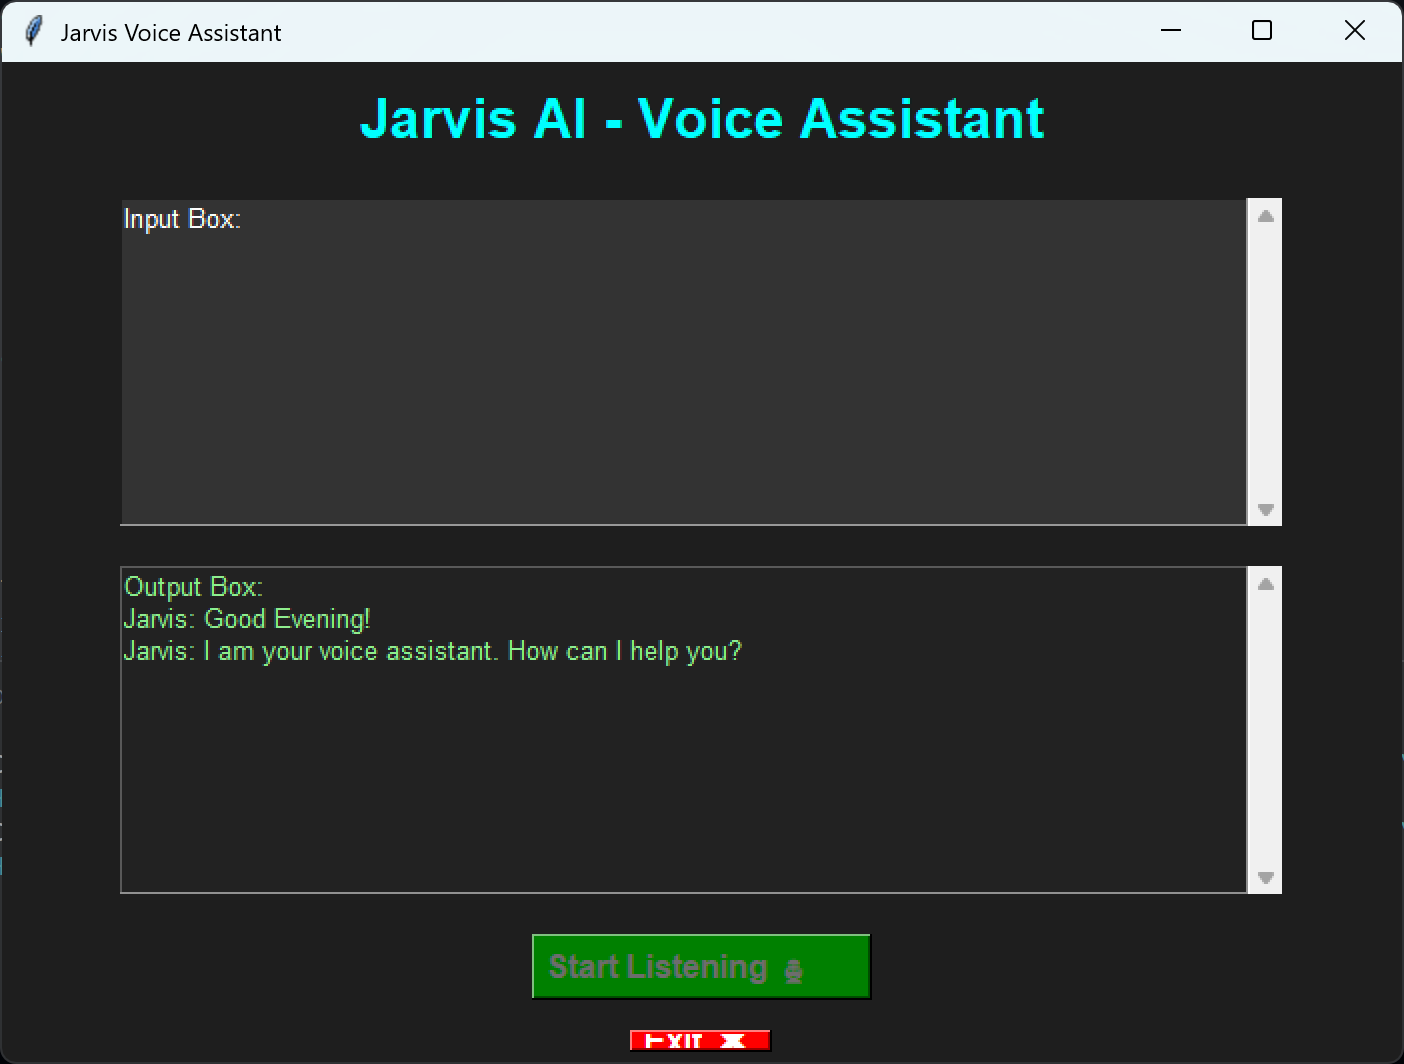 Jarvis Voice Assistant
Jarvis AI - Voice Assistant
Input Box:
Output Box:
Jarvis: Good Evening!
Jarvis: I am your voice assistant. How can I help you?
Start Listening
Exit